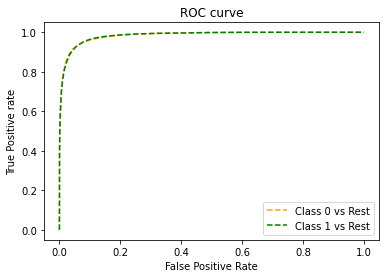 ROC curve
True Positive rate
1.0
0.8
0.6
0.4
0.2
0.0
Class 0 vs Rest
Class 1 vs Rest
0.0 0.2 0.4 0.6 0.8 1.0
False Positive Rate